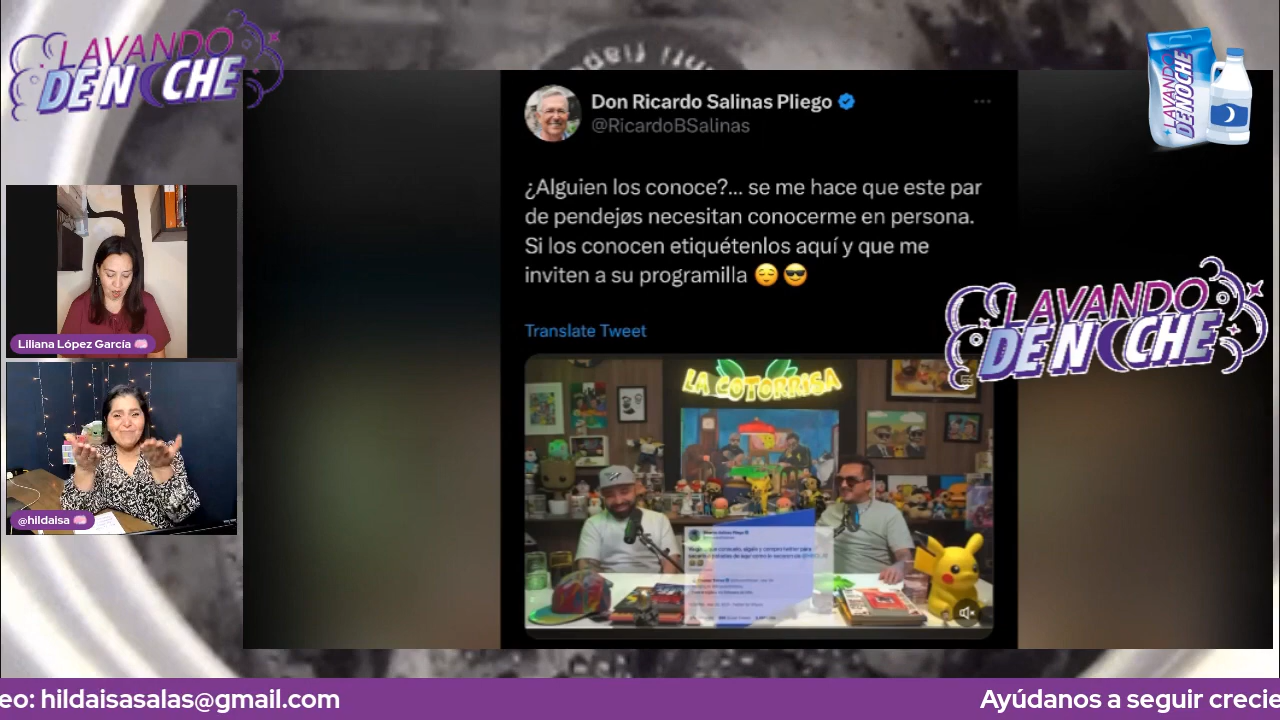 LAVANDO
DE NOCHE
LAVANDO
DE NOCHE
Don Ricardo Salinas Pliego
@RicardoBSalinas
¿Alguien los conoce?... se me hace que este par
de pendejøs necesitan conocerme en persona.
Si los conocen etiquétenlos aquí y que me
inviten a su programilla 😌 😎
Translate Tweet
LAVANDO
DE NOCHE
LA COTORRISA
Liliana López García 🧠
@hildaisa 🧠
eo: hildaisasalas@gmail.com
Ayúdanos a seguir crecie